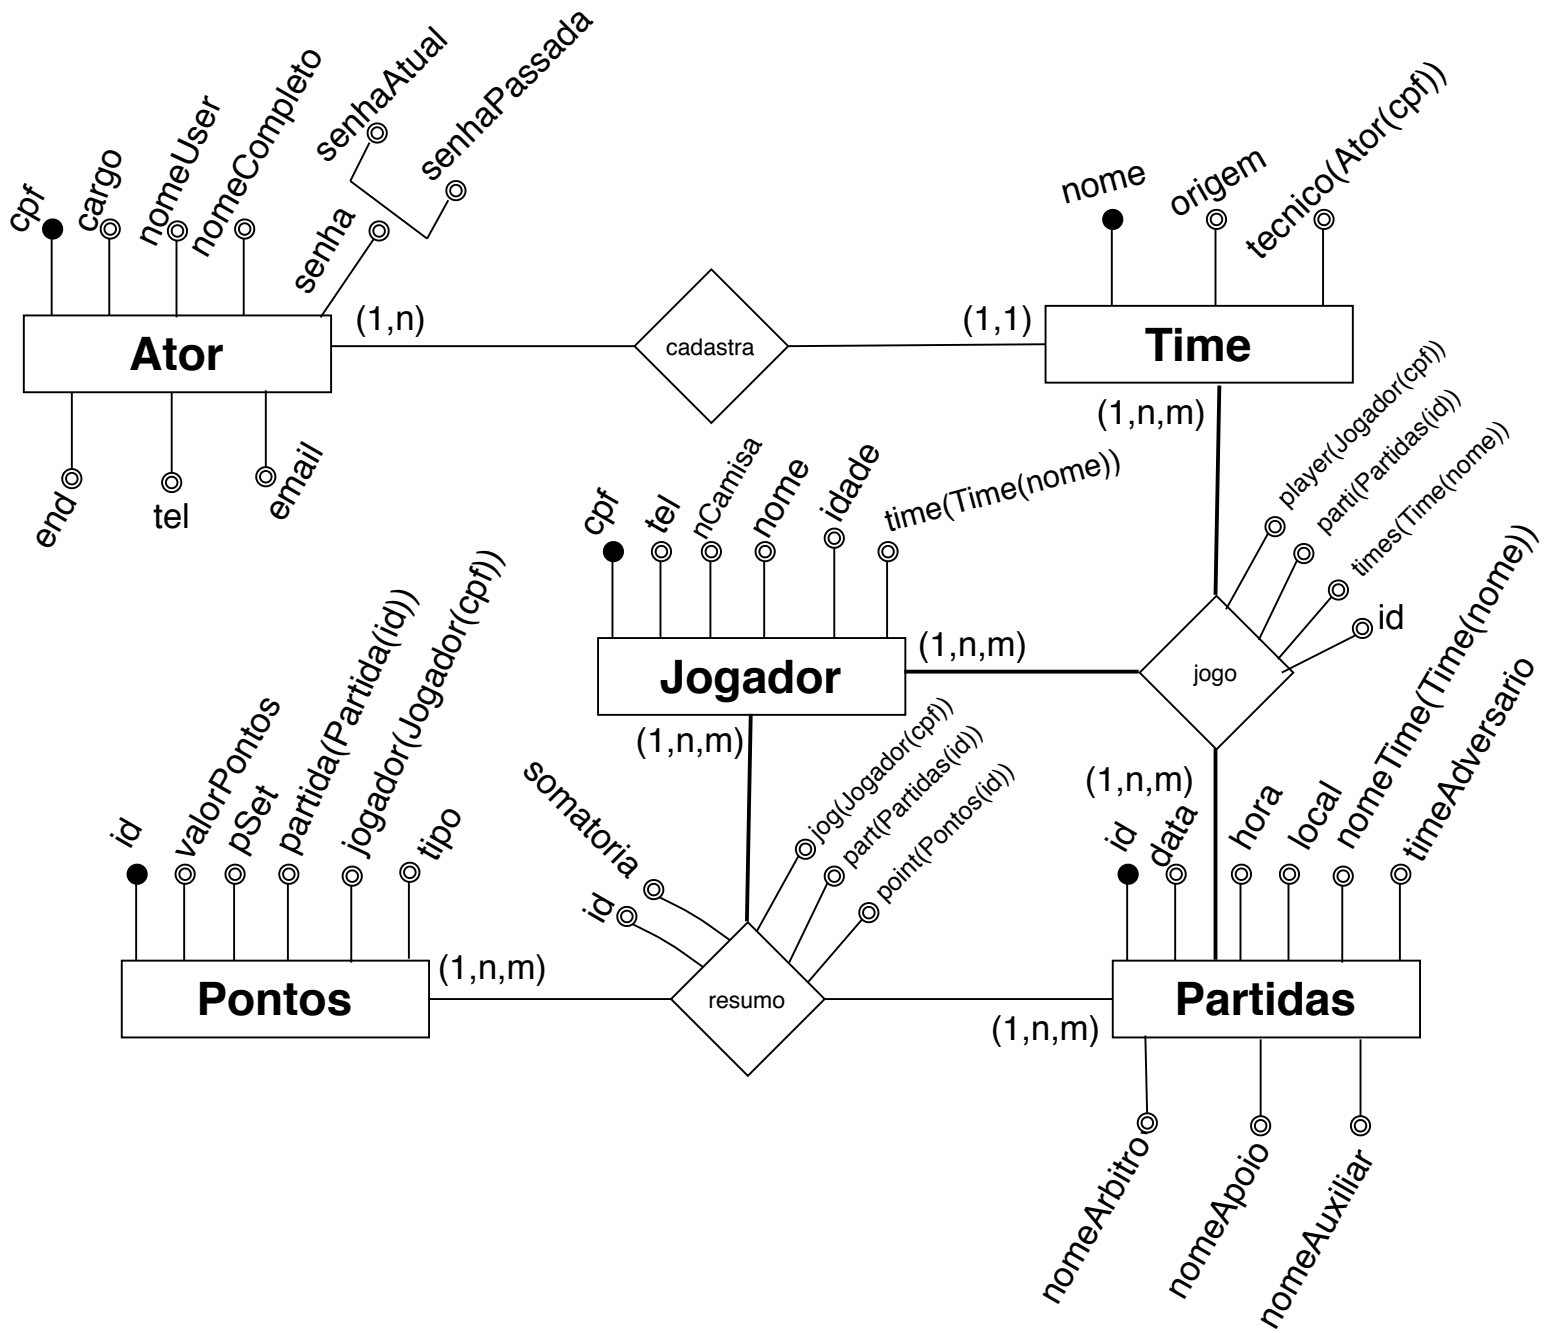 senhaAtual
senhaPassada
cpf
cargo
nomeUser
nomeCompleto
senha
nome
origem
tecnico(Ator(cpf))
Ator
(1,n)
cadastra
(1,1)
Time
end
tel
email
(1,n,m)
player(Jogador(cpf))
parti(Partidas(id))
times(Time(nome))
id
cpf
tel
nCamisa
nome
idade
time(Time(nome))
Jogador
(1,n,m)
jogo
(1,n,m)
(1,n,m)
somatoria
id
jog(Jogador(cpf))
part(Partidas(id))
point(Pontos(id))
id
valorPontos
pSet
partida(Partida(id))
jogador(Jogador(cpf))
tipo
id
data
hora
local
nomeTime(Time(nome))
timeAdversario
Pontos
(1,n,m)
resumo
(1,n,m)
Partidas
nomeArbitro
nomeApoio
nomeAuxiliar